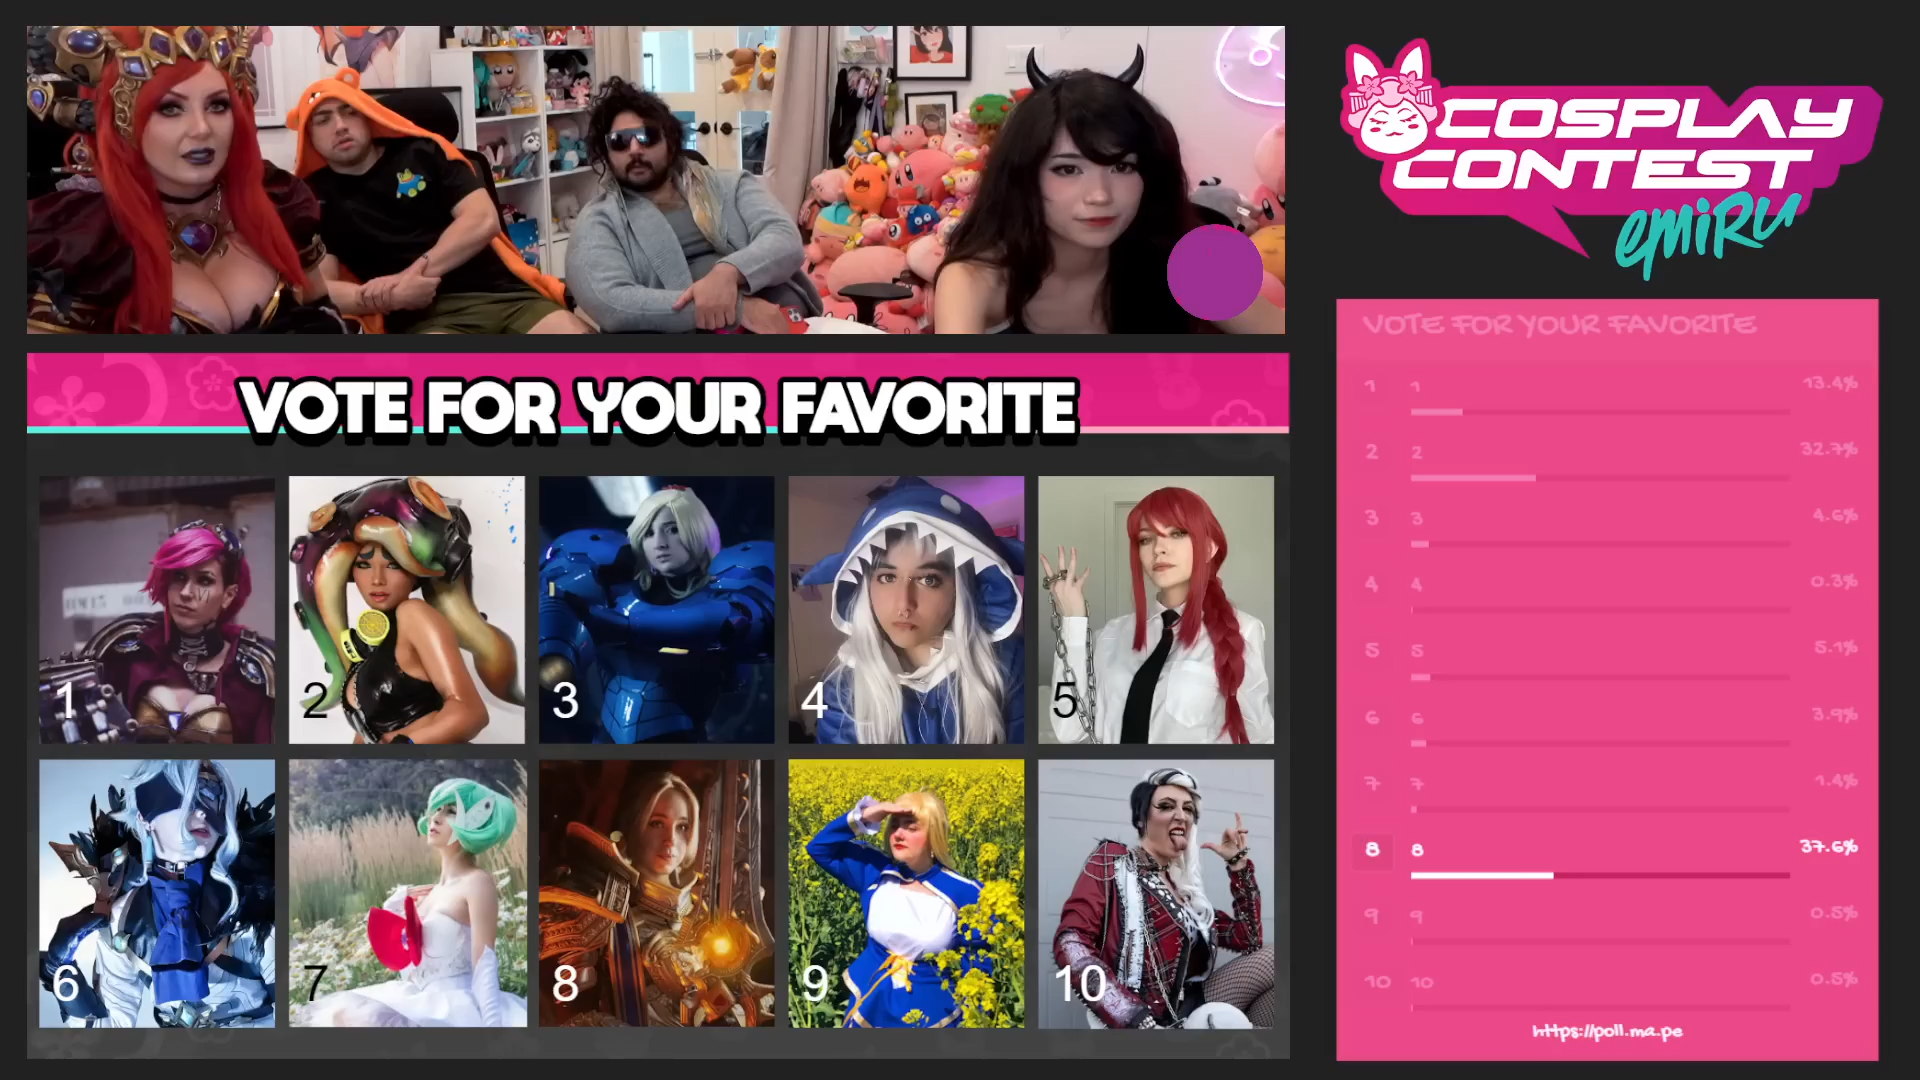 COSPLAY
CONTEST
emiru
VOTE FOR YOUR FAVORITE
1
2
3
4
5
6
7
8
9
10
VOTE FOR YOUR FAVORITE
1 1 13.4%
2 2 32.7%
3 3 4.6%
4 4 0.3%
5 5 5.1%
6 6 3.9%
7 7 1.4%
8 8 37.6%
9 9 0.5%
10 10 0.5%
https://poll.ma.pe